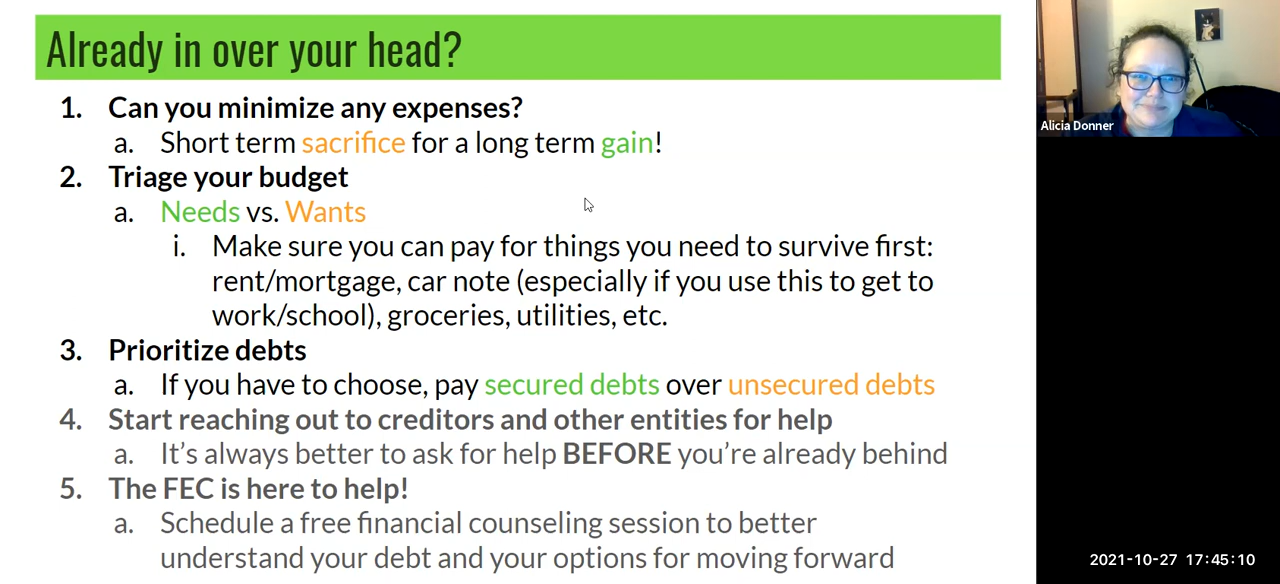 Already in over your head?
1. Can you minimize any expenses?
a. Short term sacrifice for a long term gain!
2. Triage your budget
a. Needs vs. Wants
i. Make sure you can pay for things you need to survive first:
rent/mortgage, car note (especially if you use this to get to
work/school), groceries, utilities, etc.
3. Prioritize debts
a. If you have to choose, pay secured debts over unsecured debts
4. Start reaching out to creditors and other entities for help
a. It's always better to ask for help BEFORE you're already behind
5. The FEC is here to help!
a. Schedule a free financial counseling session to better
understand your debt and your options for moving forward
Alicia Donner
2021-10-27 17:45:10